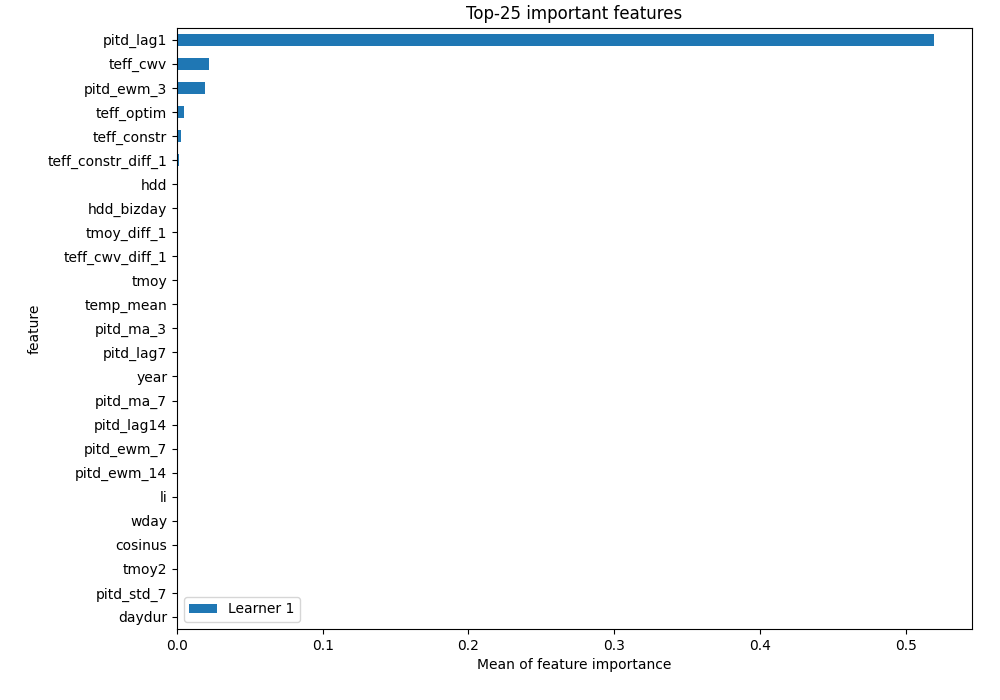 Top-25 important features
pitd_lag1
teff_cwv
pitd_ewm_3
teff_optim
teff_constr
teff_constr_diff_1
hdd
hdd_bizday
tmoy_diff_1
teff_cwv_diff_1
tmoy
temp_mean
pitd_ma_3
pitd_lag7
year
pitd_ma_7
pitd_lag14
pitd_ewm_7
pitd_ewm_14
li
wday
cosinus
tmoy2
pitd_std_7
daydur
feature
Learner 1
0.0 0.1 0.2 0.3 0.4 0.5
Mean of feature importance